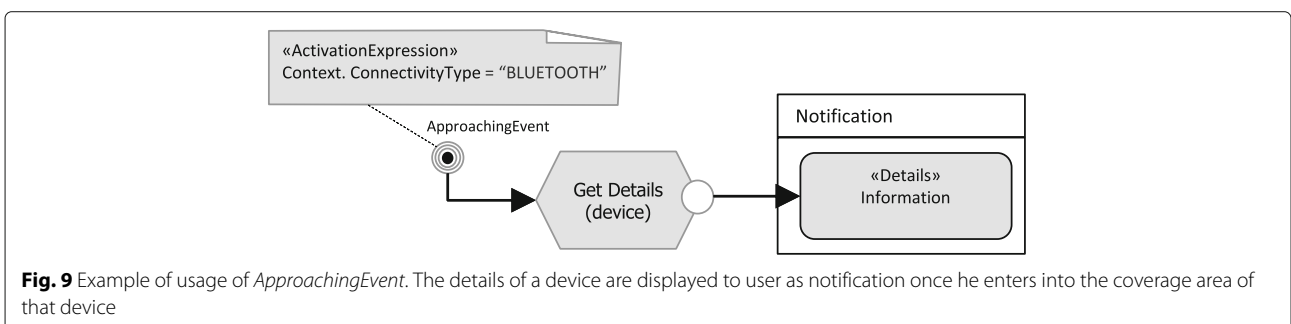 «ActivationExpression»
Context. ConnectivityType = “BLUETOOTH”
ApproachingEvent
Notification
Get Details
(device)
«Details»
Information
Fig. 9 Example of usage of ApproachingEvent. The details of a device are displayed to user as notification once he enters into the coverage area of
that device